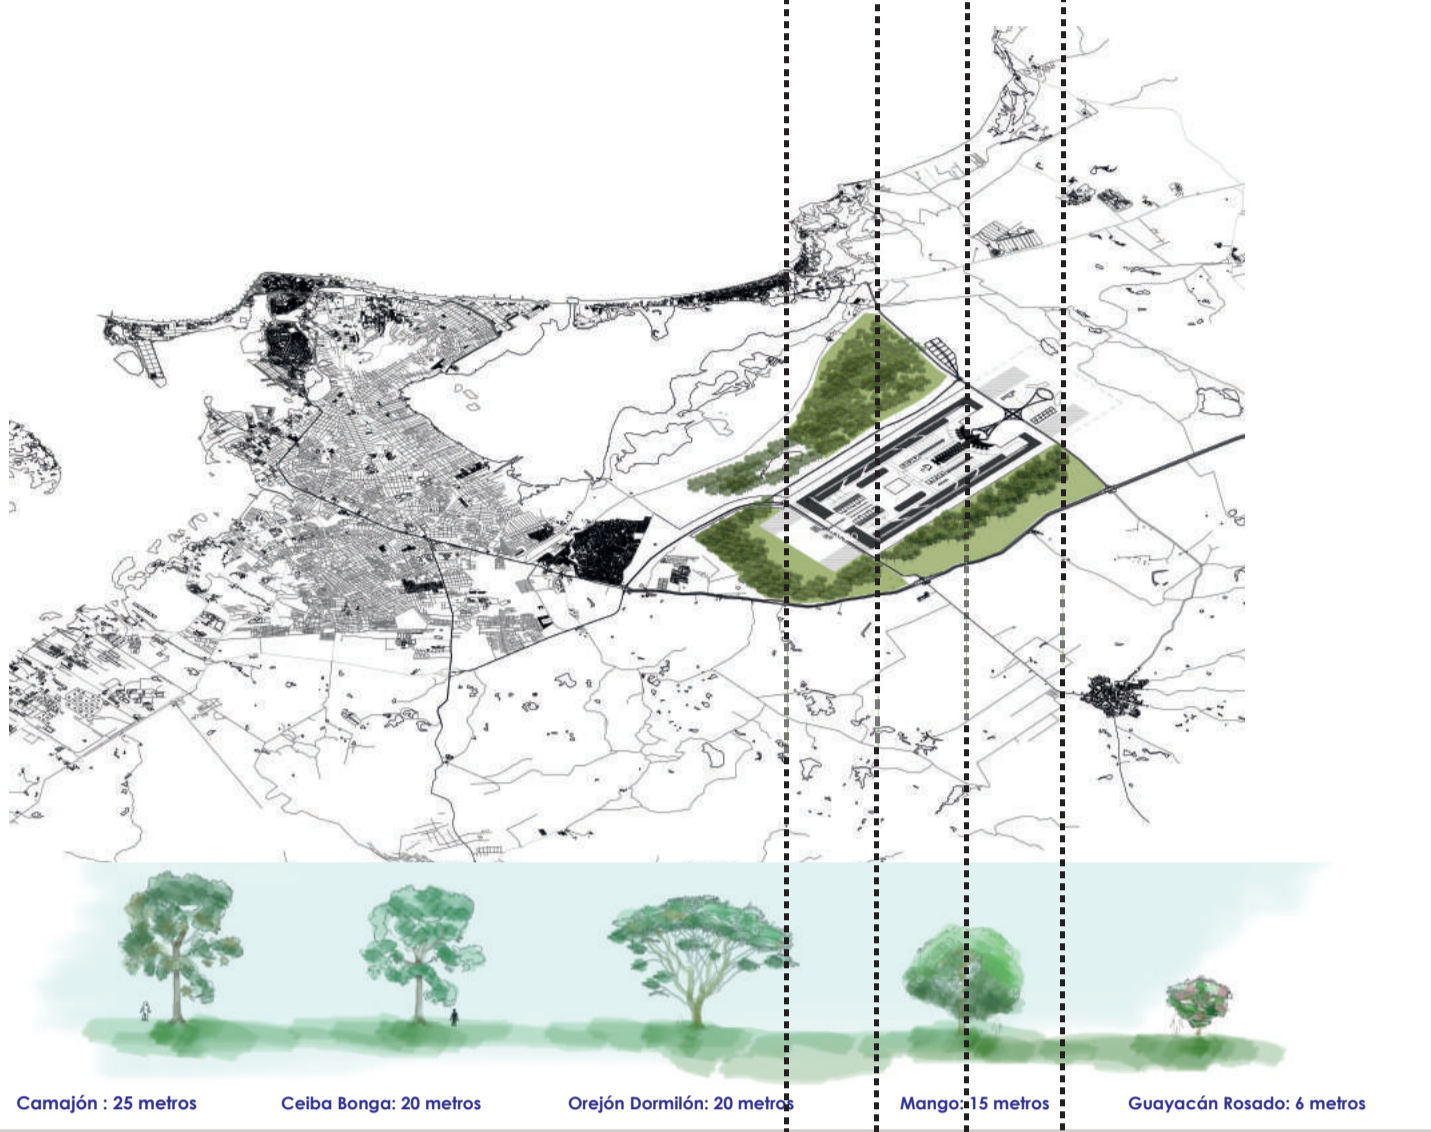 Camajón : 25 metros
Ceiba Bonga: 20 metros
Orejón Dormilón: 20 metros
Mango: 15 metros
Guayacán Rosado: 6 metros